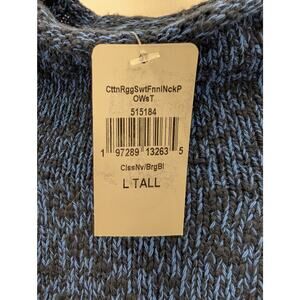 CttnRggSwtFnnlNckP
OWsT
515184
1 97289 13263 5
ClssNv/BrgBl
L TALL